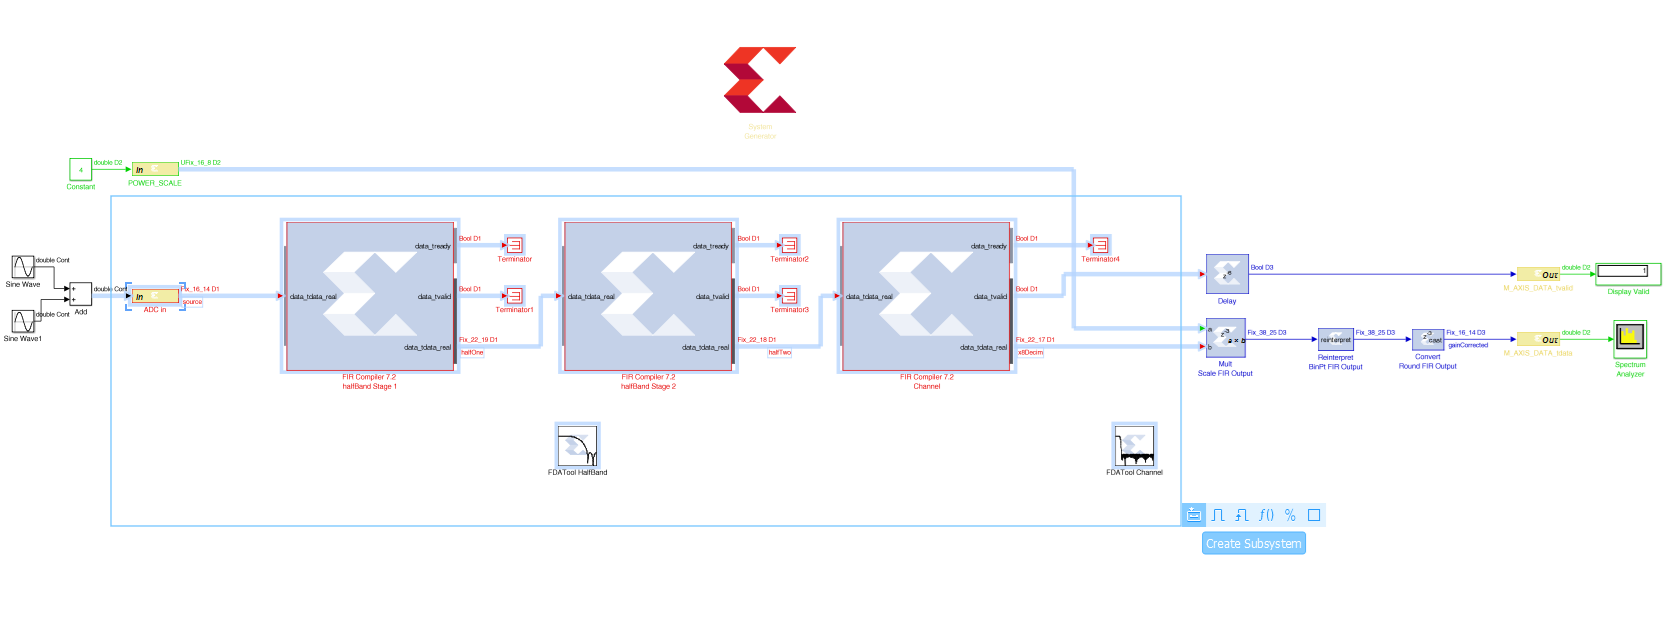 System
Generator
double D2
UFix_16_8 D2
4
In
Constant
POWER_SCALE
double Cont
Sine Wave
double Cont
Sine Wave1
+
+
Add
double Cont
In
ADC in
Fix_16_14 D1
source
data_tready
data_tdata_real
data_tvalid
data_tdata_real
FIR Compiler 7.2
halfBand Stage 1
Bool D1
Terminator
Bool D1
Terminator1
Fix_22_19 D1
halfOne
data_tready
data_tdata_real
data_tvalid
data_tdata_real
FIR Compiler 7.2
halfBand Stage 2
Bool D1
Terminator2
Bool D1
Terminator3
Fix_22_18 D1
halfTwo
data_tready
data_tdata_real
data_tvalid
data_tdata_real
FIR Compiler 7.2
Channel
Bool D1
Terminator4
Bool D1
Fix_22_17 D1
x8Decim
FDATool HalfBand
FDATool Channel
Delay
Bool D3
Out
M_AXIS_DATA_tvalid
double D2
1
Display Valid
a
b
a × b
Mult
Scale FIR Output
Fix_38_25 D3
reinterpret
Reinterpret
BinPt FIR Output
Fix_38_25 D3
cast
Convert
Round FIR Output
Fix_16_14 D3
gainCorrected
Out
M_AXIS_DATA_tdata
double D2
Spectrum
Analyzer
f() %
Create Subsystem